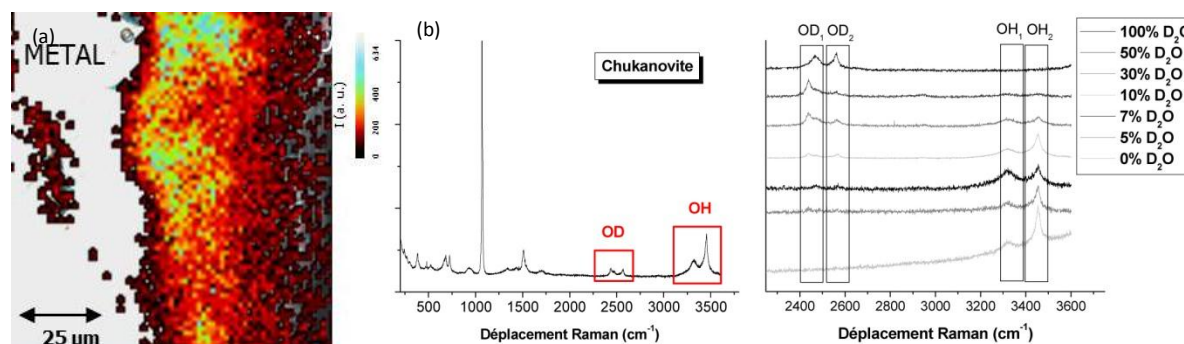 (a)
METAL
25 µm
634
400
200
0
I (a. u.)
(b)
Chukanovite
OD
OH
500 1000 1500 2000 2500 3000 3500
Déplacement Raman (cm-1)
OD1 OD2 OH1 OH2
100% D2O
50% D2O
30% D2O
10% D2O
7% D2O
5% D2O
0% D2O
2400 2600 2800 3000 3200 3400 3600
Déplacement Raman (cm-1)